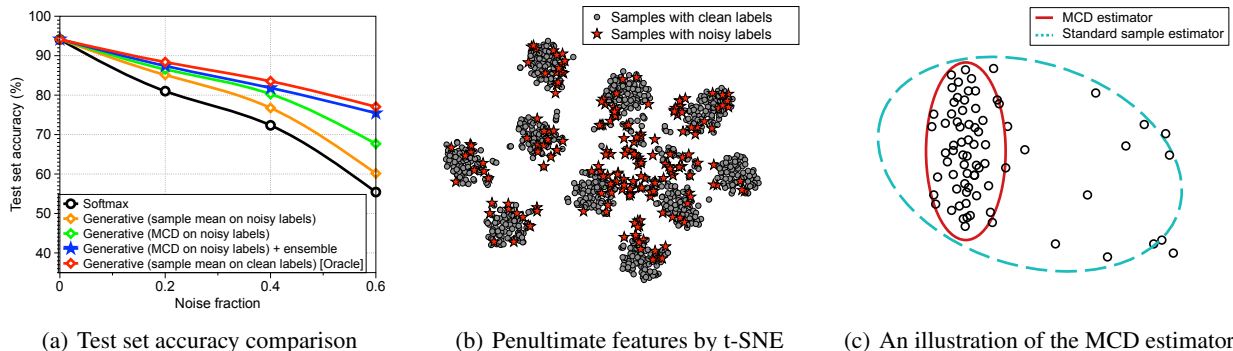 100
90
80
70
60
50
40
Test set accuracy (%)
Softmax
Generative (sample mean on noisy labels)
Generative (MCD on noisy labels)
Generative (MCD on noisy labels) + ensemble
Generative (sample mean on clean labels) [Oracle]
0
0.2
0.4
0.6
Noise fraction
(a) Test set accuracy comparison
Samples with clean labels
Samples with noisy labels
(b) Penultimate features by t-SNE
MCD estimator
Standard sample estimator
(c) An illustration of the MCD estimator